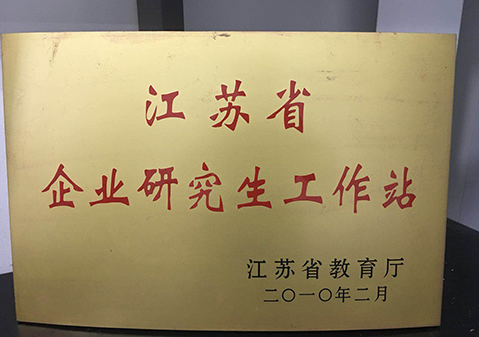 江苏省
企业研究生工作站
江苏省教育厅
二〇一〇年二月